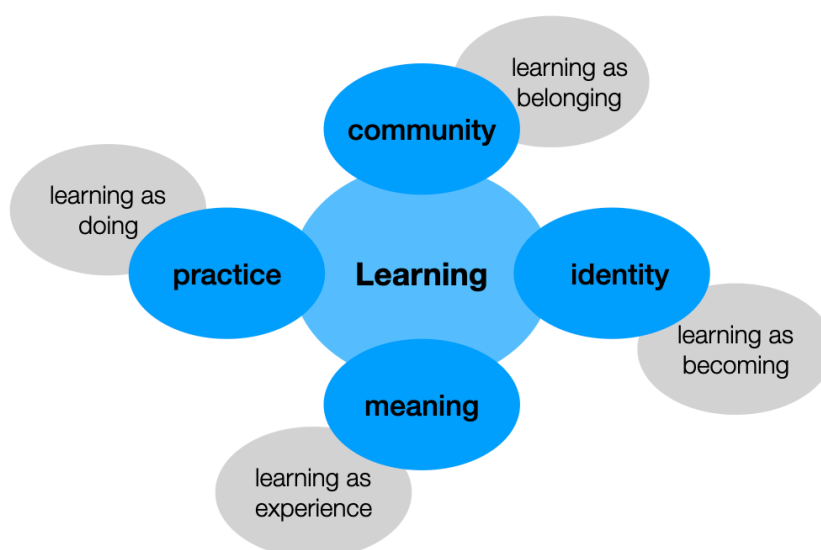 learning as
belonging
community
learning as
doing
practice
Learning
identity
learning as
becoming
meaning
learning as
experience